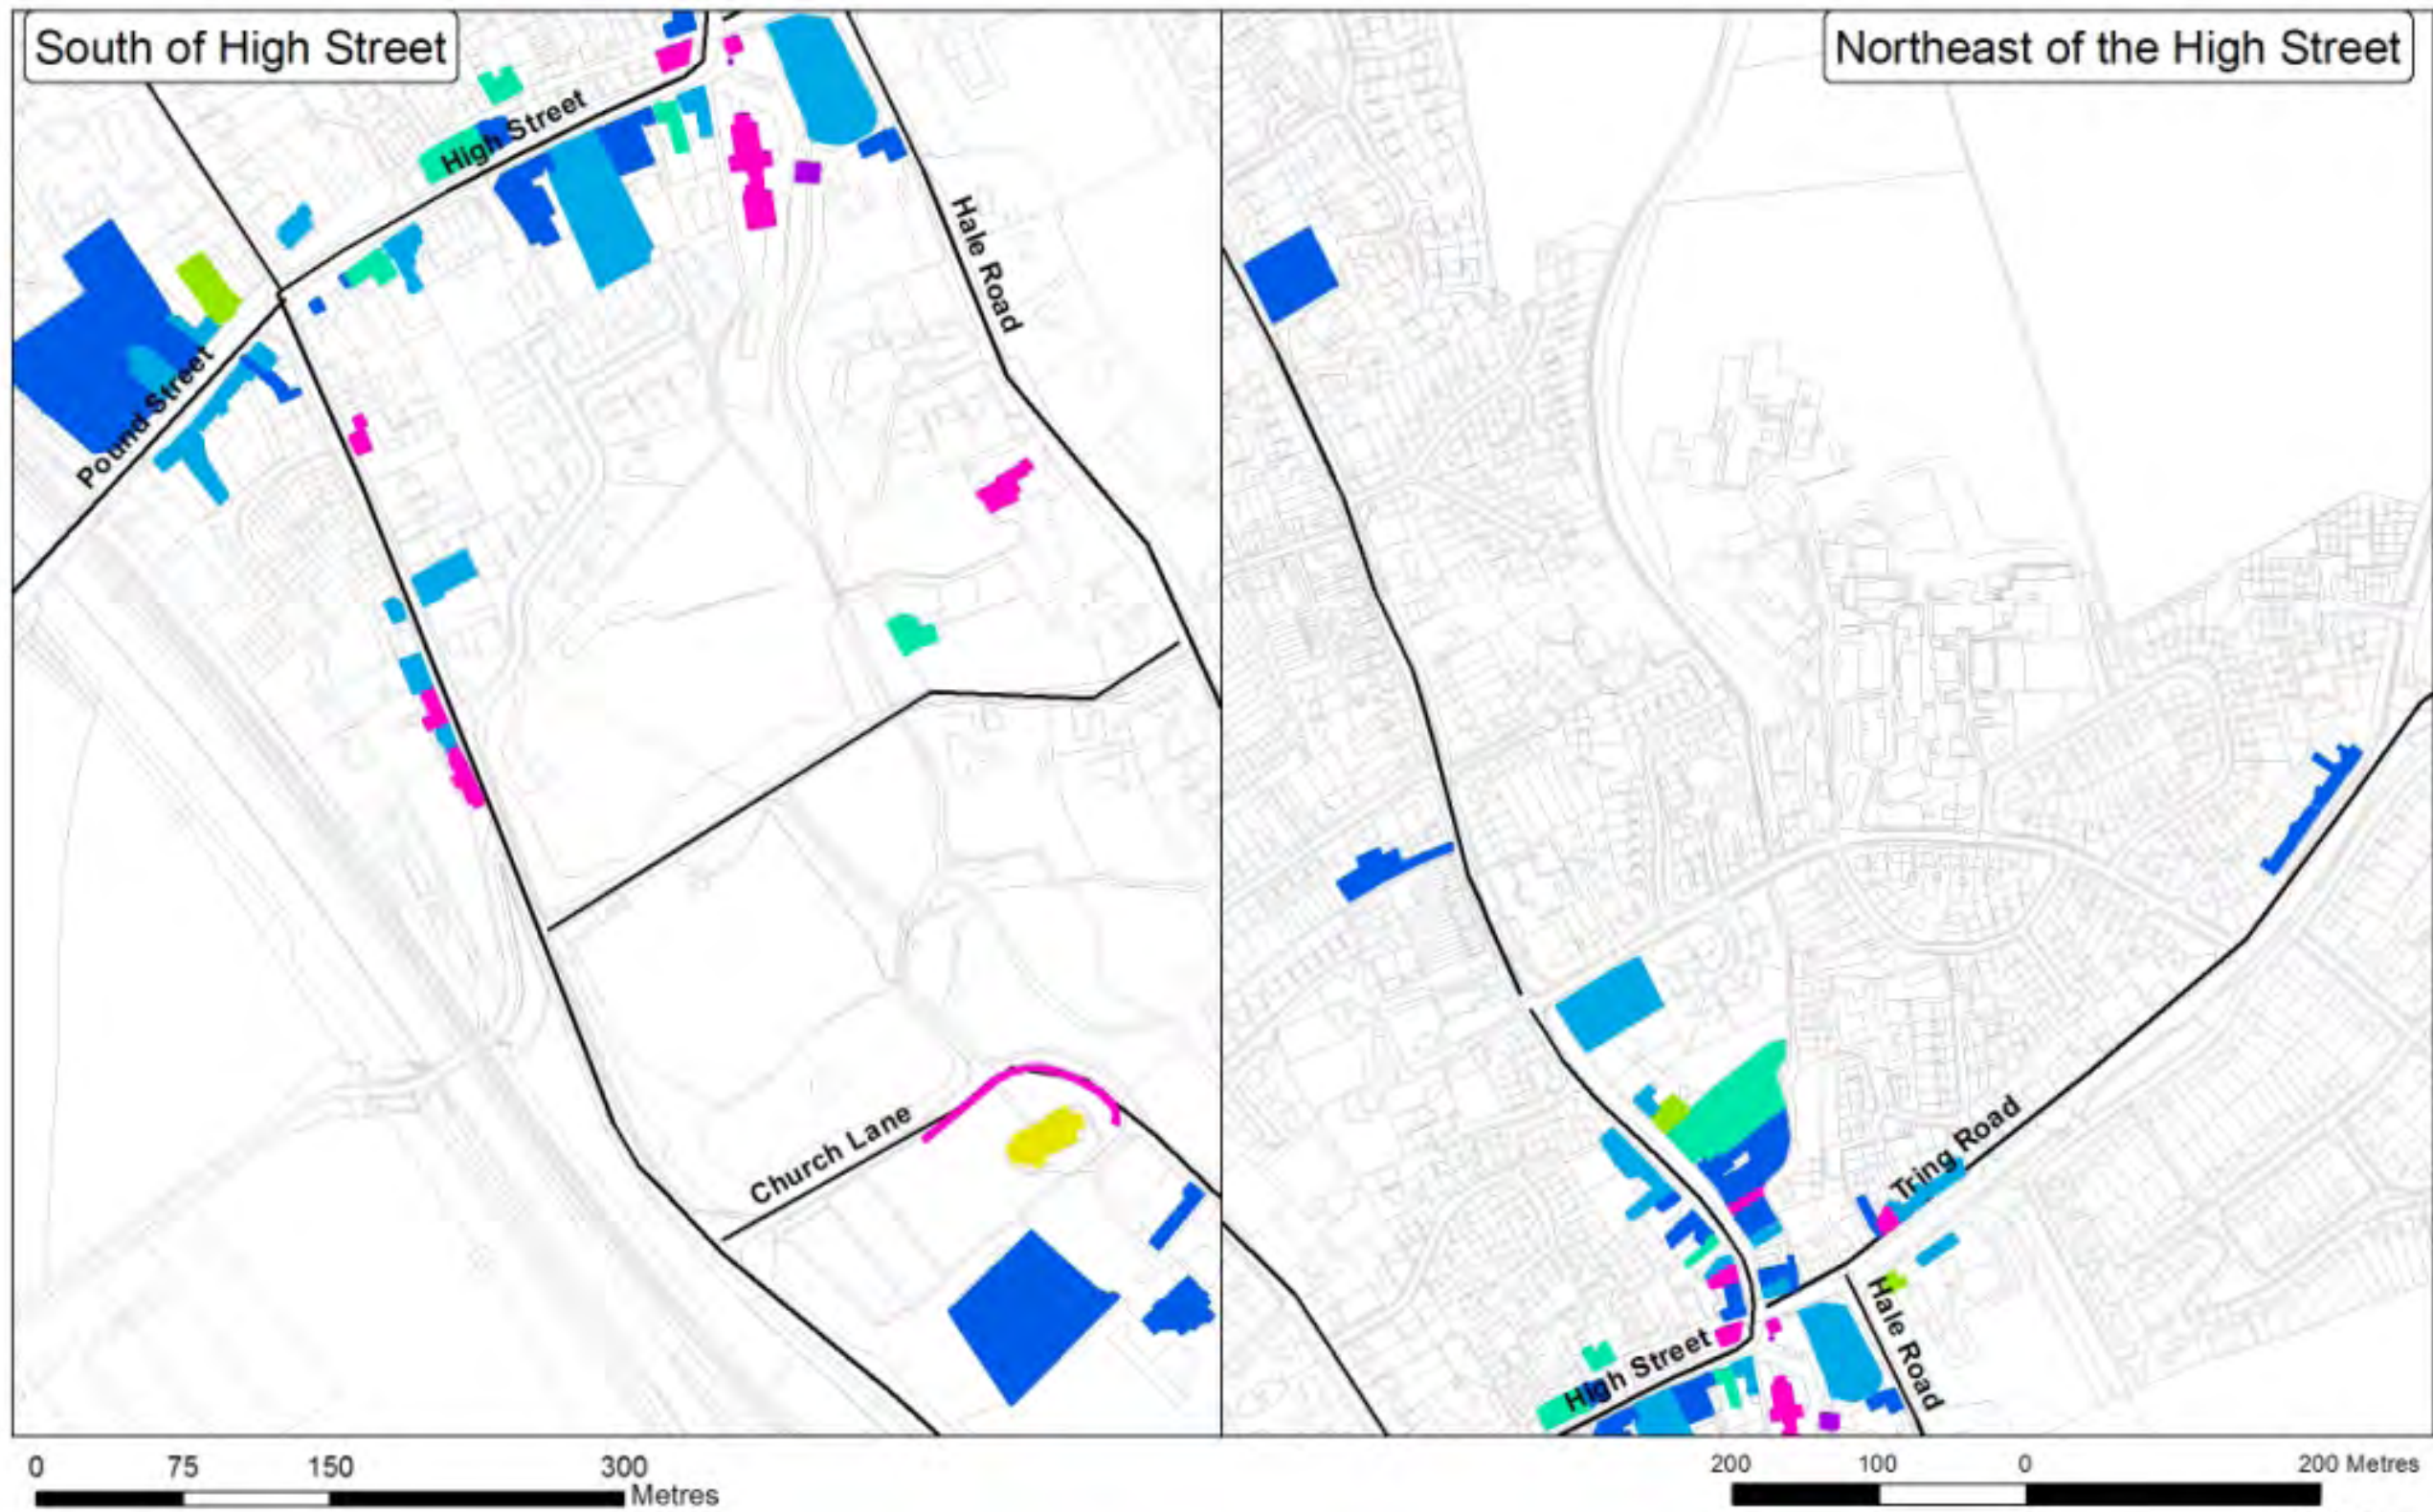 South of High Street
Northeast of the High Street
High Street
Hale Road
Pound Street
Church Lane
Tring Road
Hale Road
High Street
0 75 150 300 Metres
200 100 0 200 Metres